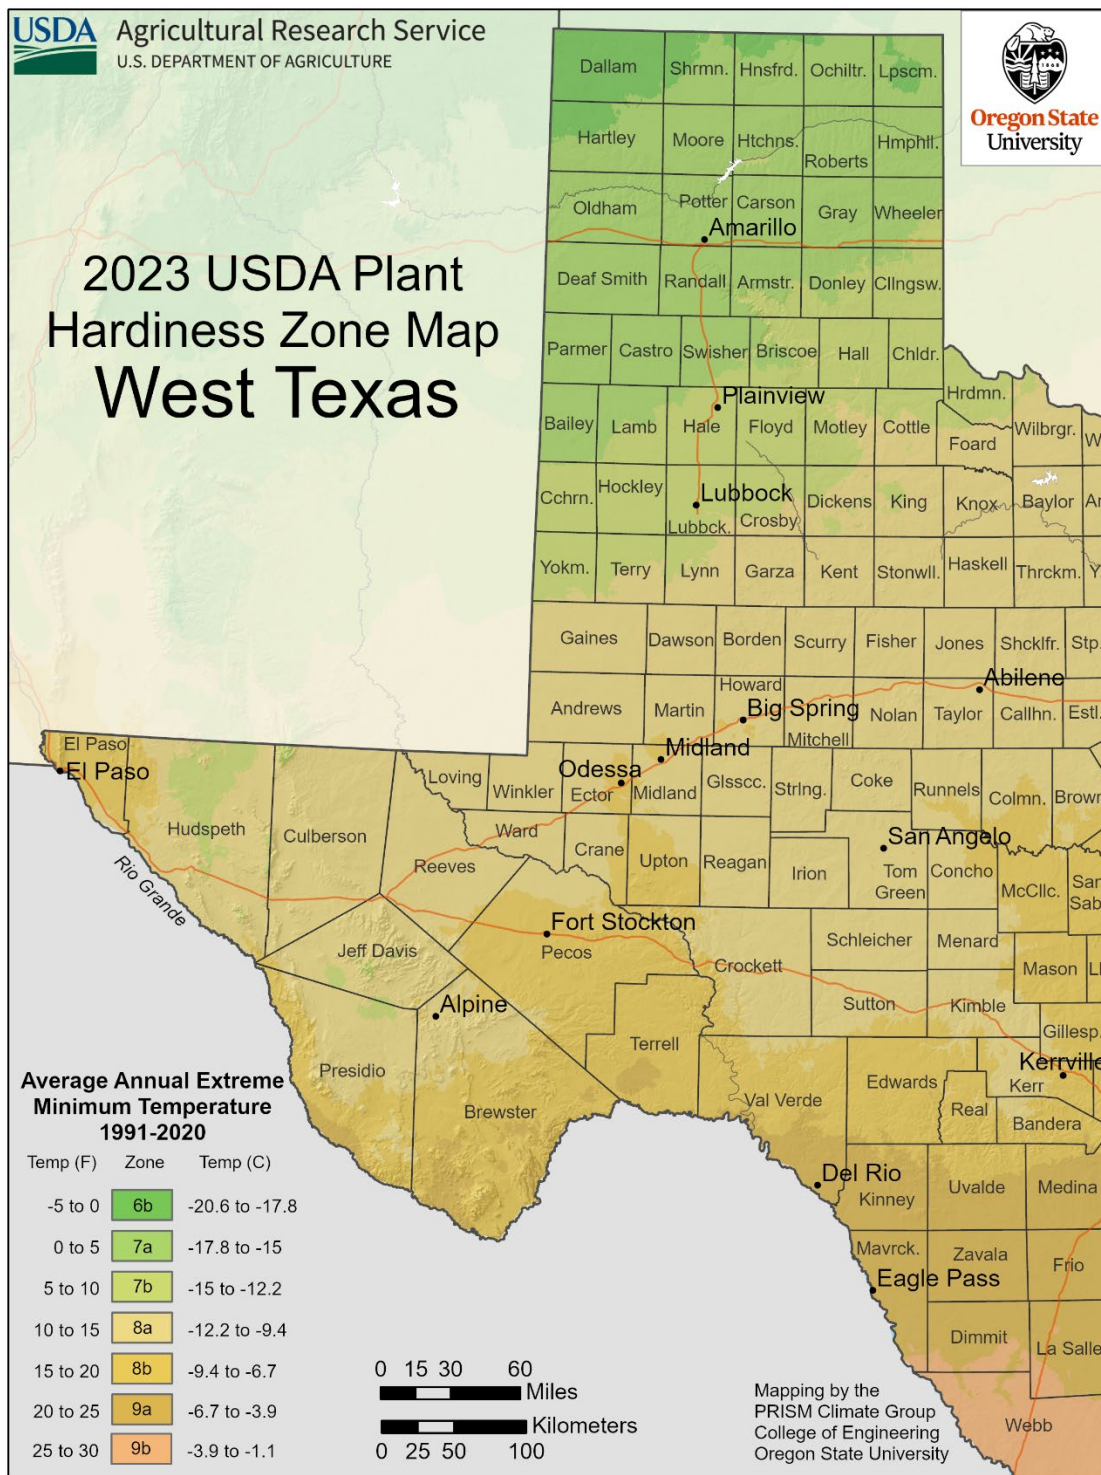 USDA
Agricultural Research Service
U.S. DEPARTMENT OF AGRICULTURE
Oregon State
University
2023 USDA Plant
Hardiness Zone Map
West Texas
Dallam Shrmn. Hnsfrd. Ochiltr. Lpscm.
Hartley Moore Htchns. Roberts Hmphll.
Oldham Potter Carson Gray Wheeler
Amarillo
Deaf Smith Randall Armstr. Donley Cllngsw.
Parmer Castro Swisher Briscoe Hall Chldr.
Plainview
Hrdmn.
Bailey Lamb Hale Floyd Motley Cottle
Foard Wilbrgr. W
Cchrn. Hockley Lubbock Dickens King Knox Baylor Ar
Lubbck. Crosby
Yokm. Terry Lynn Garza Kent Stonwll. Haskell Thrckm. Y
Gaines Dawson Borden Scurry Fisher Jones Shcklfr. Stp.
Abilene
Andrews Martin Howard Nolan Taylor Callhn. Estl.
Big Spring
Mitchell
El Paso
El Paso
Midland
Odessa
Loving Winkler Ector Midland Glsscc. Strlng. Coke Runnels Colmn. Brown
Hudspeth Culberson Reeves Ward Crane Upton Reagan Irion
San Angelo
Tom
Green
Concho McCllc. San
Sab
Rio Grande
Jeff Davis
Fort Stockton
Pecos Crockett Schleicher Menard Mason Ll
Alpine
Sutton Kimble Gillesp.
Presidio Brewster Terrell Val Verde Edwards Real
Kerrville
Kerr
Bandera
Del Rio
Kinney Uvalde Medina
Mavrck. Zavala Frio
Eagle Pass
Dimmit La Salle
Webb
Average Annual Extreme
Minimum Temperature
1991-2020
Temp (F) Zone Temp (C)
-5 to 0 6b -20.6 to -17.8
0 to 5 7a -17.8 to -15
5 to 10 7b -15 to -12.2
10 to 15 8a -12.2 to -9.4
15 to 20 8b -9.4 to -6.7
20 to 25 9a -6.7 to -3.9
25 to 30 9b -3.9 to -1.1
0 15 30 60
Miles
Kilometers
0 25 50 100
Mapping by the
PRISM Climate Group
College of Engineering
Oregon State University